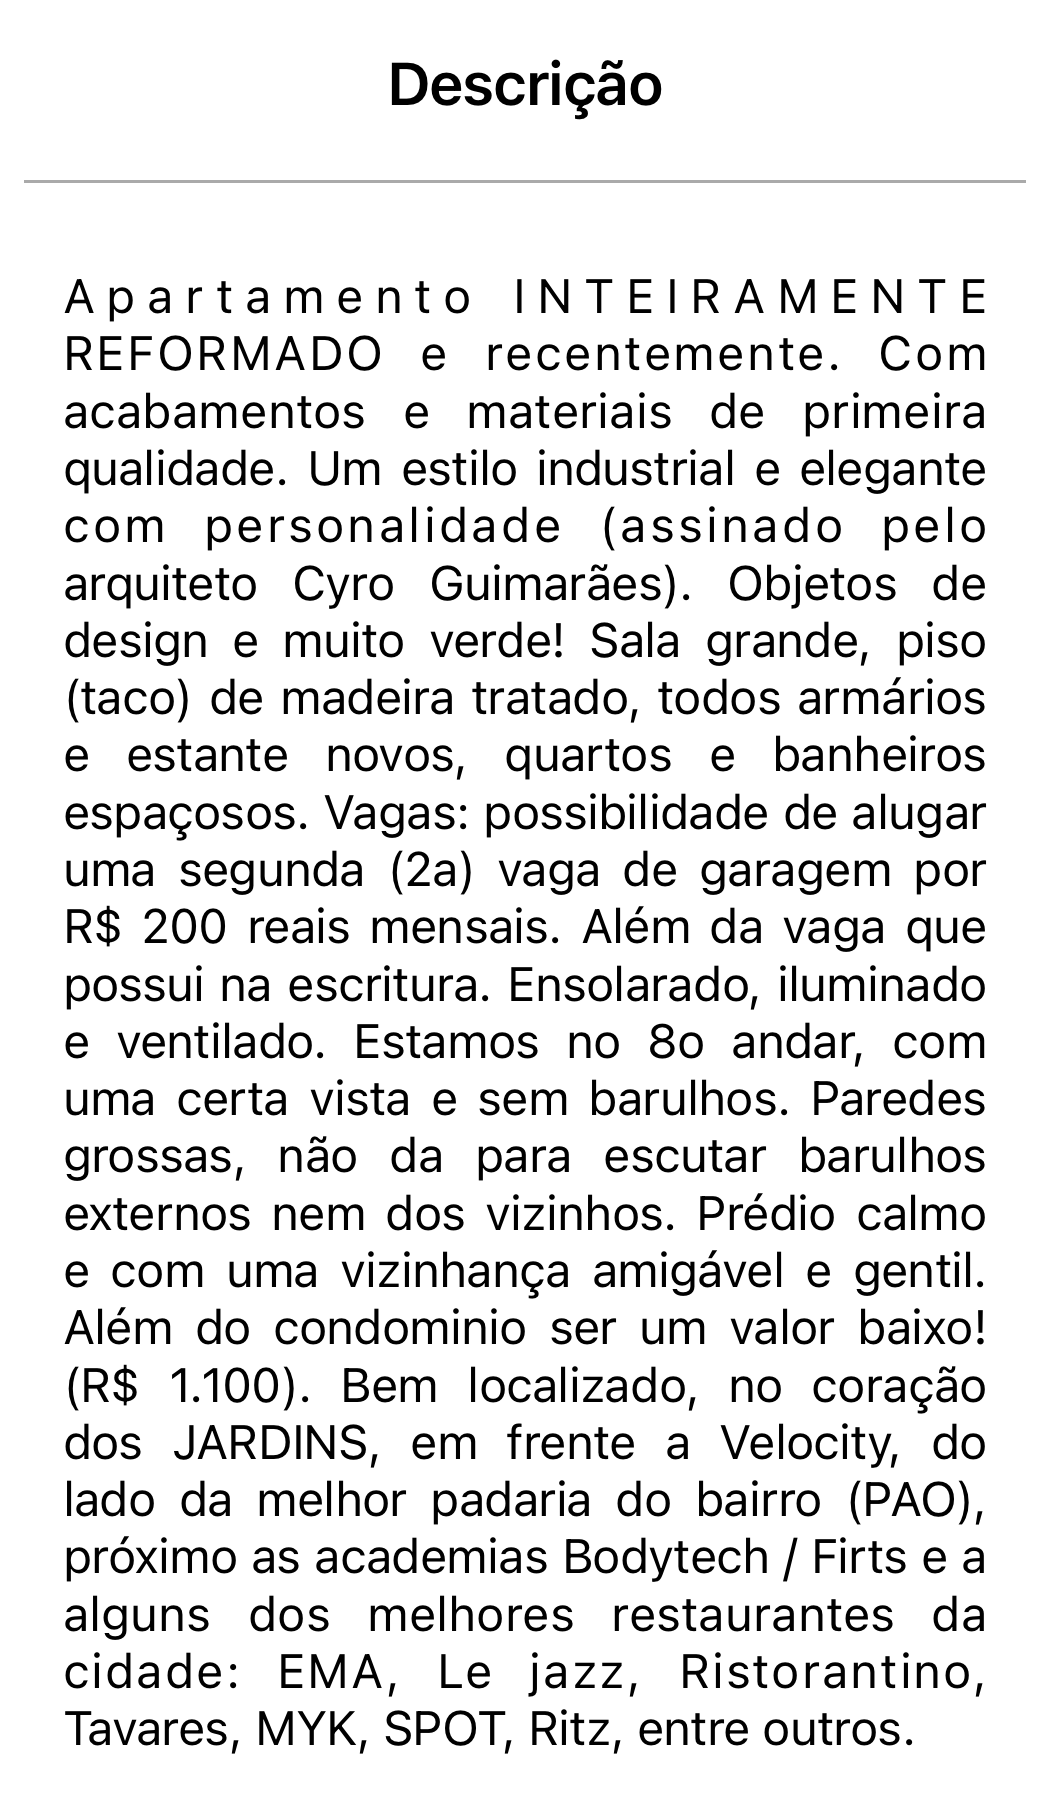 Descrição
Apartamento INTEIRAMENTE
REFORMADO e recentemente. Com
acabamentos e materiais de primeira
qualidade. Um estilo industrial e elegante
com personalidade (assinado pelo
arquiteto Cyro Guimarães). Objetos de
design e muito verde! Sala grande, piso
(taco) de madeira tratado, todos armários
e estante novos, quartos e banheiros
espaçosos. Vagas: possibilidade de alugar
uma segunda (2a) vaga de garagem por
R$ 200 reais mensais. Além da vaga que
possui na escritura. Ensolarado, iluminado
e ventilado. Estamos no 8o andar, com
uma certa vista e sem barulhos. Paredes
grossas, não da para escutar barulhos
externos nem dos vizinhos. Prédio calmo
e com uma vizinhança amigável e gentil.
Além do condominio ser um valor baixo!
(R$ 1.100). Bem localizado, no coração
dos JARDINS, em frente a Velocity, do
lado da melhor padaria do bairro (PAO),
próximo as academias Bodytech / Firts e a
alguns dos melhores restaurantes da
cidade: EMA, Le jazz, Ristorantino,
Tavares, MYK, SPOT, Ritz, entre outros.